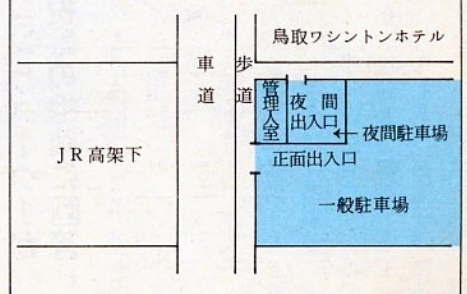 鳥取ワシントンホテル
車道
歩道
管理人室
夜間
出入口
←夜間駐車場
正面出入口
JR高架下
一般駐車場